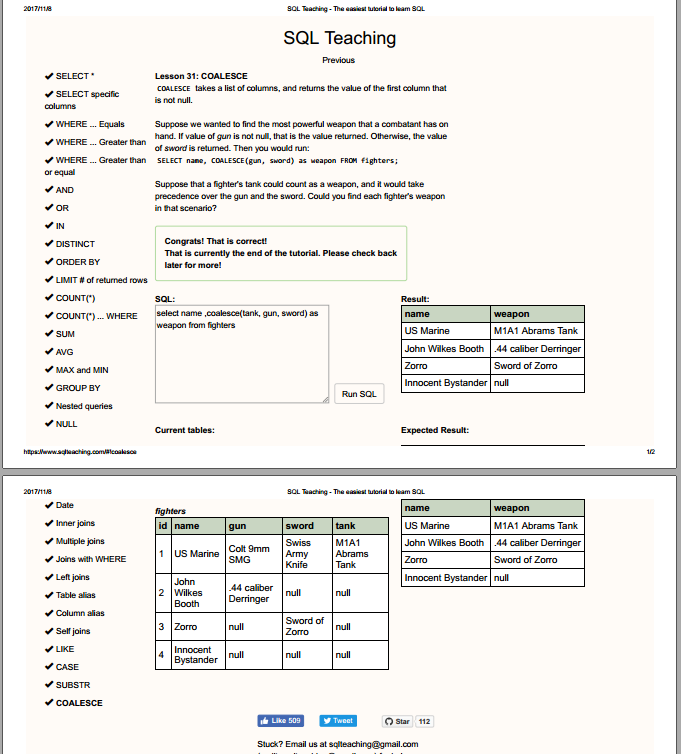 2017/11/8
SQL Teaching - The easiest tutorial to learn SQL
SQL Teaching
Previous
SELECT *
SELECT specific
columns
WHERE ... Equals
WHERE ... Greater than
WHERE ... Greater than
or equal
AND
OR
IN
DISTINCT
ORDER BY
LIMIT # of returned rows
COUNT(*)
COUNT(*) ... WHERE
SUM
AVG
MAX and MIN
GROUP BY
Nested queries
NULL
Lesson 31: COALESCE
COALESCE takes a list of columns, and returns the value of the first column that
is not null.
Suppose we wanted to find the most powerful weapon that a combatant has on
hand. If value of gun is not null, that is the value returned. Otherwise, the value
of sword is returned. Then you would run:
SELECT name, COALESCE(gun, sword) as weapon FROM fighters;
Suppose that a fighter's tank could count as a weapon, and it would take
precedence over the gun and the sword. Could you find each fighter's weapon
in that scenario?
Congrats! That is correct!
That is currently the end of the tutorial. Please check back
later for more!
SQL:
select name ,coalesce(tank, gun, sword) as
weapon from fighters
Run SQL
Result:
name weapon
US Marine M1A1 Abrams Tank
John Wilkes Booth .44 caliber Derringer
Zorro Sword of Zorro
Innocent Bystander null
Current tables:
Expected Result:
https://www.sqlteaching.com/#!coalesce
1/2
2017/11/8
SQL Teaching - The easiest tutorial to learn SQL
Date
Inner joins
Multiple joins
Joins with WHERE
Left joins
Table alias
Column alias
Self joins
LIKE
CASE
SUBSTR
COALESCE
fighters
id name gun sword tank
1 US Marine Colt 9mm SMG Swiss Army Knife M1A1 Abrams Tank
2 John Wilkes Booth .44 caliber Derringer null null
3 Zorro null Sword of Zorro null
4 Innocent Bystander null null null
name weapon
US Marine M1A1 Abrams Tank
John Wilkes Booth .44 caliber Derringer
Zorro Sword of Zorro
Innocent Bystander null
Like 509
Tweet
Star 112
Stuck? Email us at sqlteaching@gmail.com